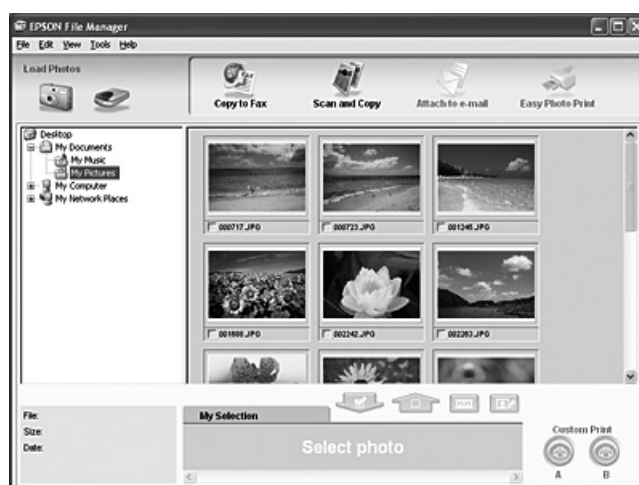 EPSON File Manager
File Edit View Tools Help
Load Photos
Copy to Fax
Scan and Copy
Attach to e-mail
Easy Photo Print
Desktop
My Documents
My Music
My Pictures
My Computer
My Network Places
000717.JPG
000723.JPG
001345.JPG
001688.JPG
002242.JPG
002263.JPG
File:
Size:
Date:
My Selection
Select photo
Custom Print
A B